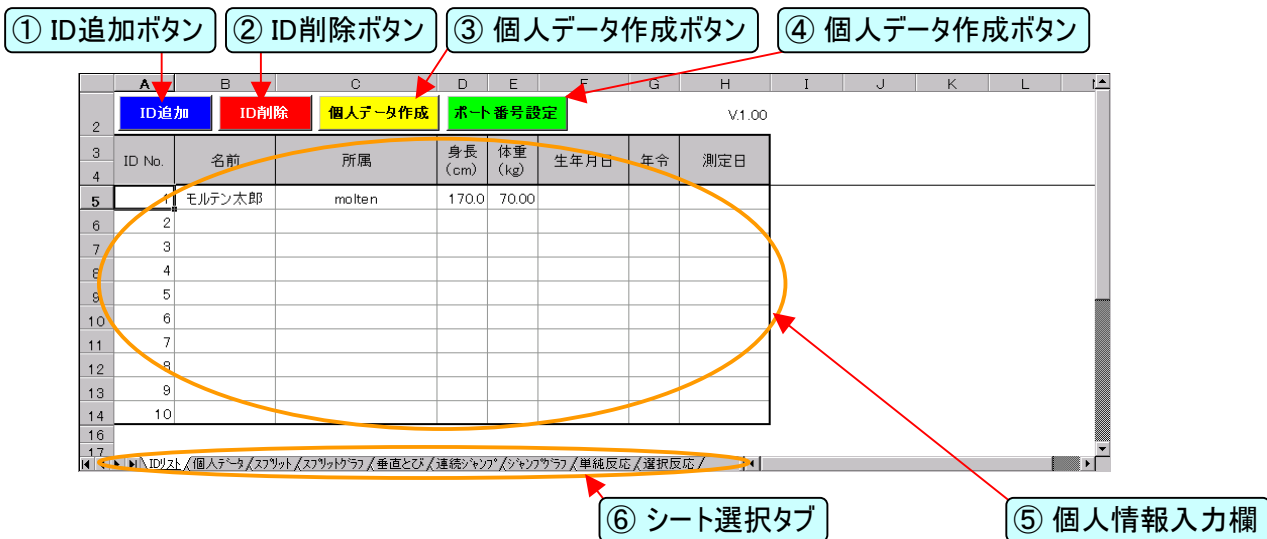 ① ID追加ボタン ② ID削除ボタン ③ 個人データ作成ボタン ④ 個人データ作成ボタン
A B C D E F G H I J K L
2 ID追加 ID削除 個人データ作成 ポート番号設定 V.1.00
3 ID No. 名前 所属 身長 体重 生年月日 年令 測定日
4 (cm) (kg)
5 1 モルテン太郎 molten 170.0 70.00
6 2
7 3
8 4
9 5
10 6
11 7
12 8
13 9
14 10
16
17
IDリスト 個人データ スプリット スプリットグラフ 垂直とび 連続ジャンプ ジャンプグラフ 単純反応 選択反応
⑥ シート選択タブ ⑤ 個人情報入力欄